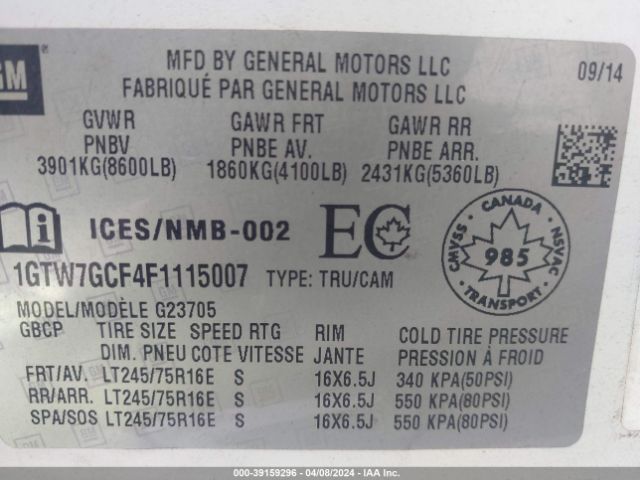 GM
MFD BY GENERAL MOTORS LLC
FABRIQUÉ PAR GENERAL MOTORS LLC
09/14
GVWR GAWR FRT GAWR RR
PNBV PNBE AV. PNBE ARR.
3901KG(8600LB) 1860KG(4100LB) 2431KG(5360LB)
ICES/NMB-002 EC
CANADA CMVSS 985 NSVAC TRANSPORT
1GTW7GCF4F1115007 TYPE: TRU/CAM
MODEL/MODÈLE G23705
GBCP TIRE SIZE SPEED RTG RIM COLD TIRE PRESSURE
DIM. PNEU COTE VITESSE JANTE PRESSION À FROID
FRT/AV. LT245/75R16E S 16X6.5J 340 KPA(50PSI)
RR/ARR. LT245/75R16E S 16X6.5J 550 KPA(80PSI)
SPA/SOS LT245/75R16E S 16X6.5J 550 KPA(80PSI)
000-39159296 - 04/08/2024 - IAA Inc.